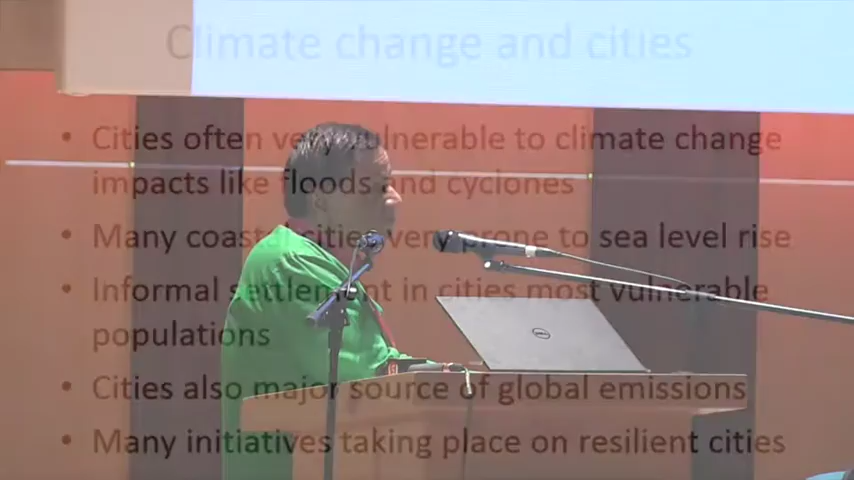 Climate change and cities
• Cities often very vulnerable to climate change
impacts like floods and cyclones
• Many coastal cities very prone to sea level rise
• Informal settlement in cities most vulnerable
populations
• Cities also major source of global emissions
• Many initiatives taking place on resilient cities
DELL